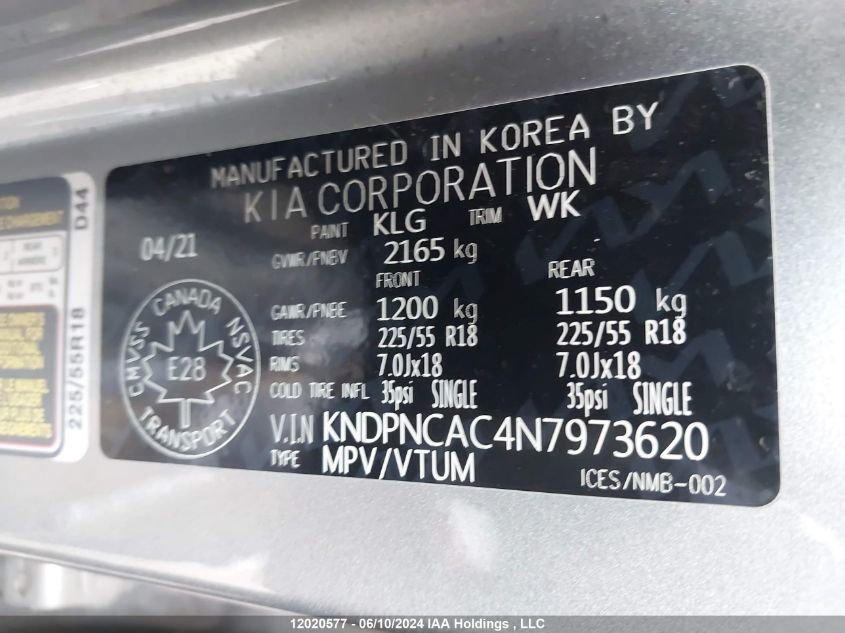 MANUFACTURED IN KOREA BY
KIA CORPORATION
PAINT KLG TRIM WK
04/21
GVWR/PNBV 2165 kg
FRONT REAR
GAWR/PNBE 1200 kg 1150 kg
TIRES 225/55 R18 225/55 R18
RIMS 7.0Jx18 7.0Jx18
COLD TIRE INFL 35psi SINGLE 35psi SINGLE
V.I.N KNDPNCAC4N7973620
TYPE MPV/VTUM
ICES/NMB-002
CANADA
CMVSS NSVAC
E28
TRANSPORT
D44
225/55R18
12020577 - 06/10/2024 IAA Holdings , LLC